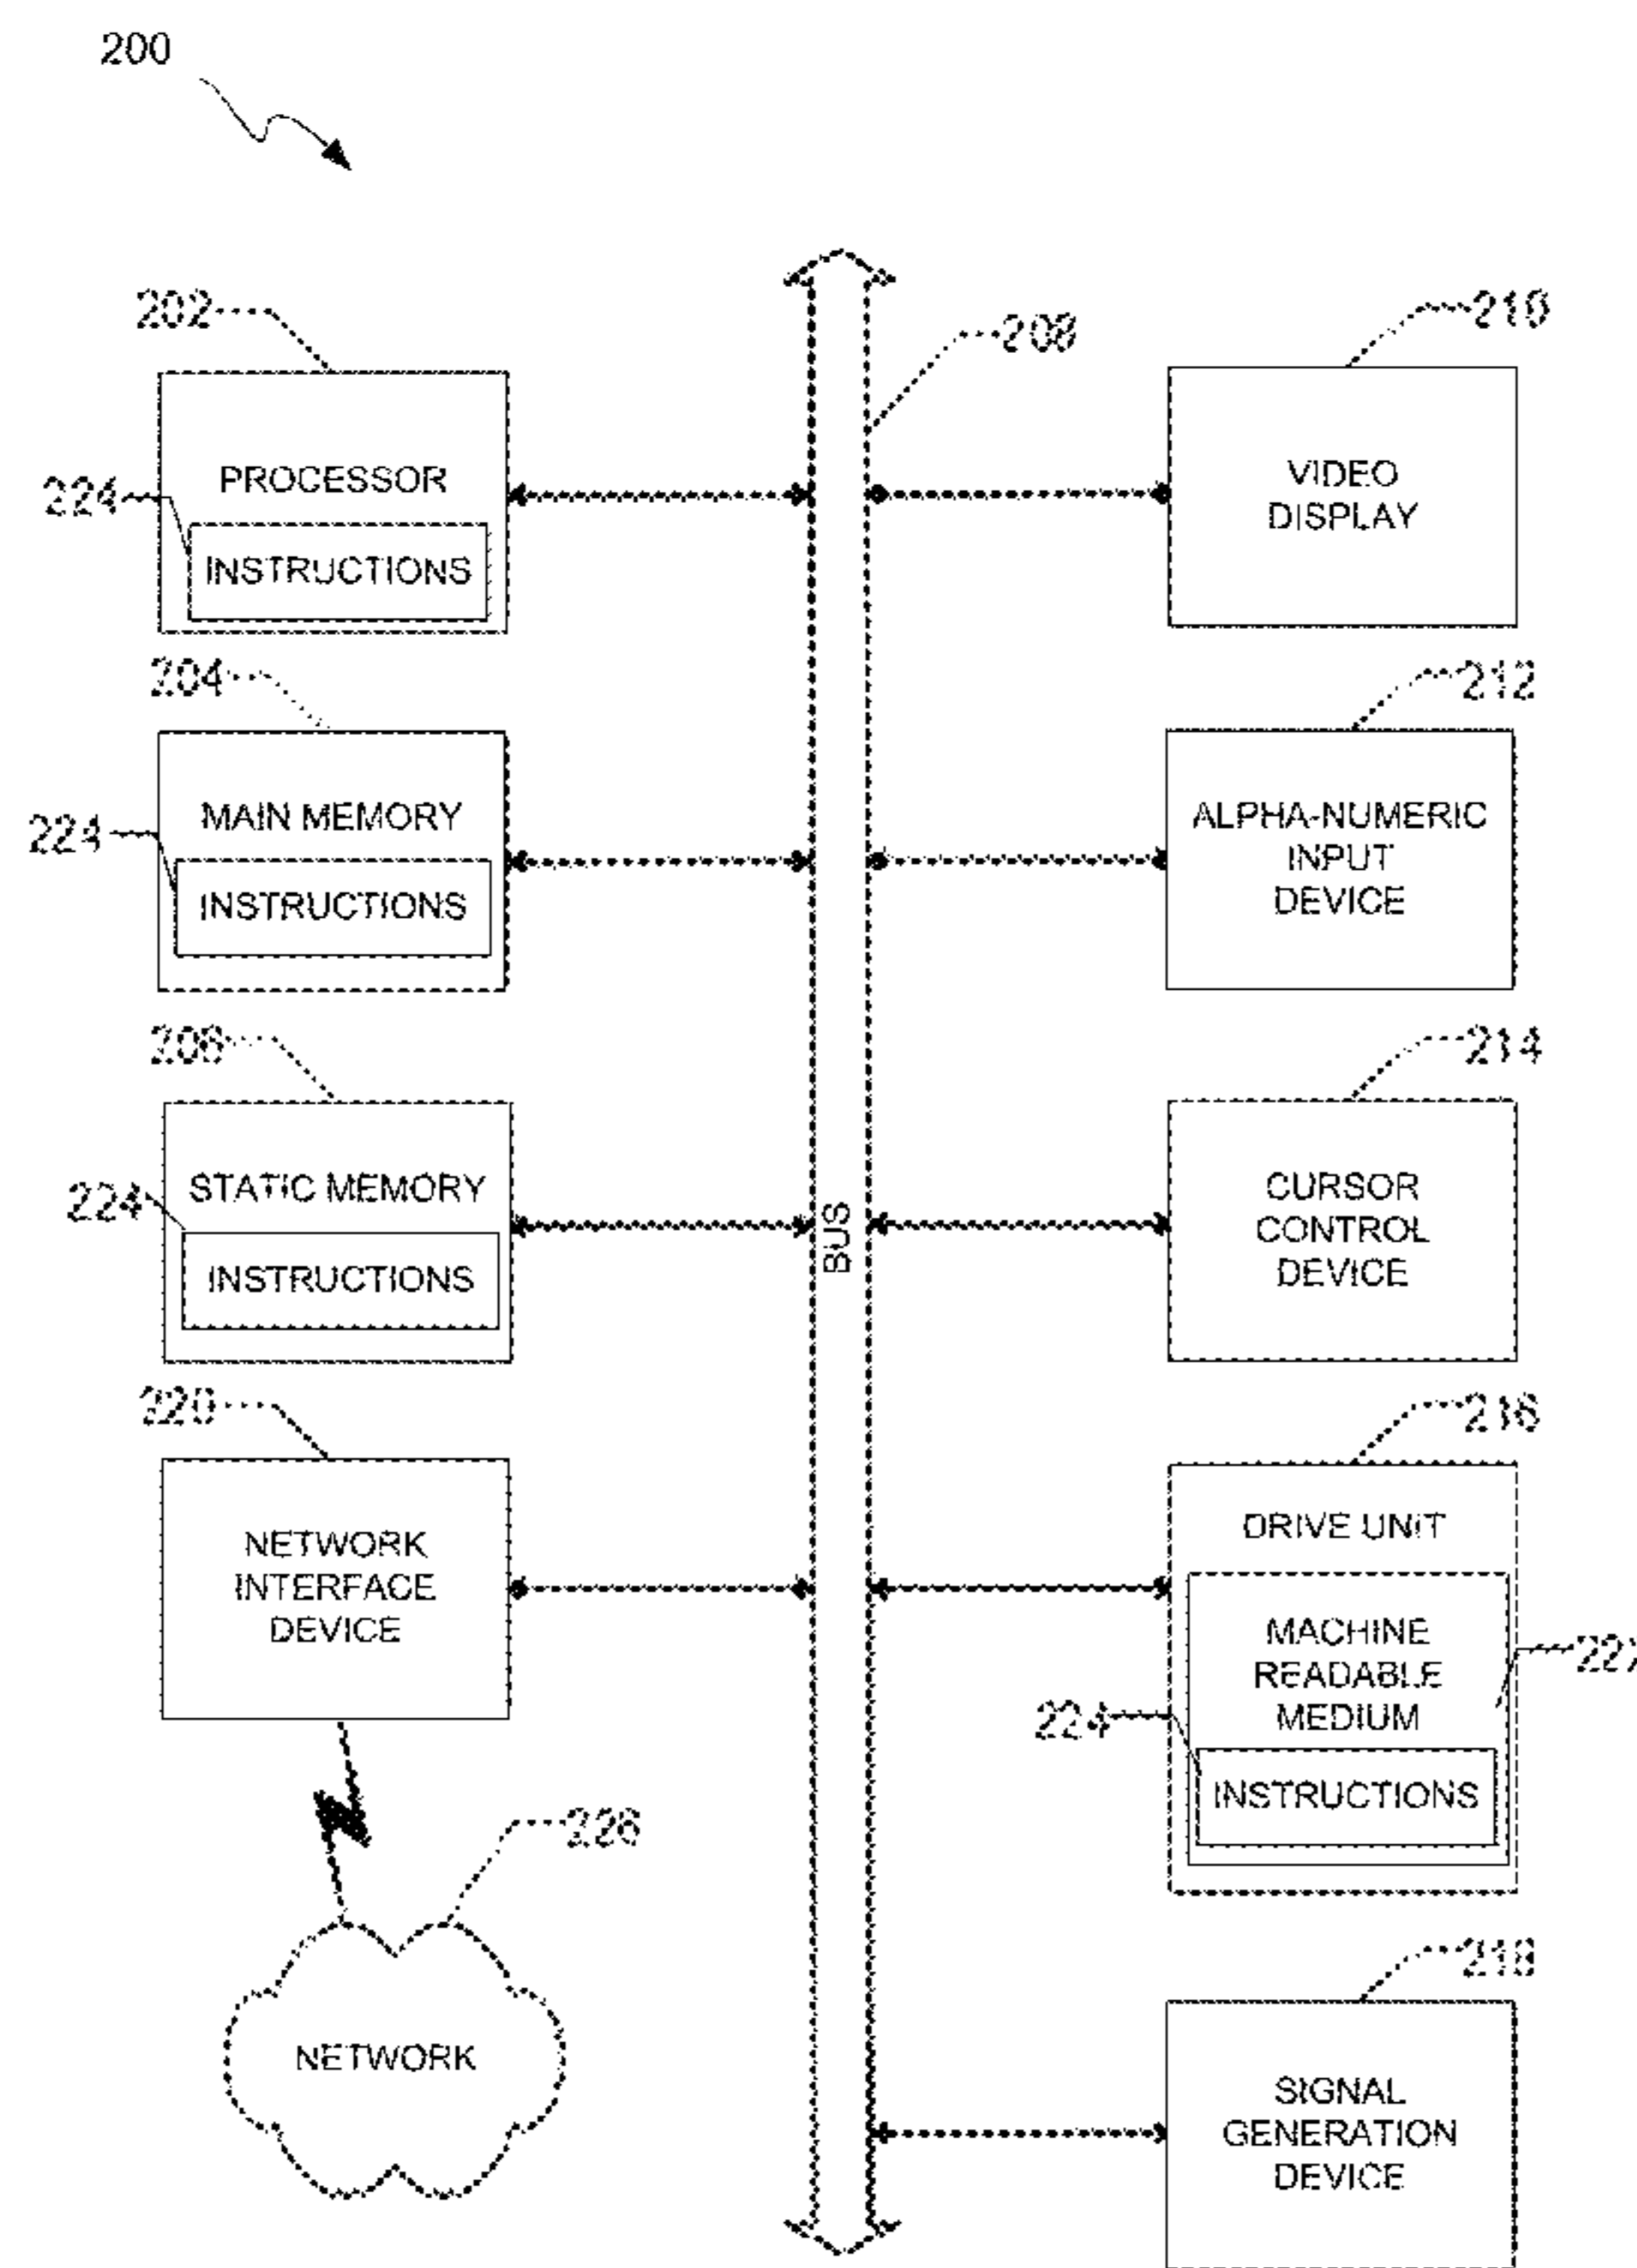 200
202
PROCESSOR
224
INSTRUCTIONS
204
MAIN MEMORY
224
INSTRUCTIONS
206
STATIC MEMORY
224
INSTRUCTIONS
220
NETWORK
INTERFACE
DEVICE
226
NETWORK
208
BUS
210
VIDEO
DISPLAY
212
ALPHA-NUMERIC
INPUT
DEVICE
214
CURSOR
CONTROL
DEVICE
216
DRIVE UNIT
MACHINE
READABLE
MEDIUM
224
INSTRUCTIONS
218
SIGNAL
GENERATION
DEVICE